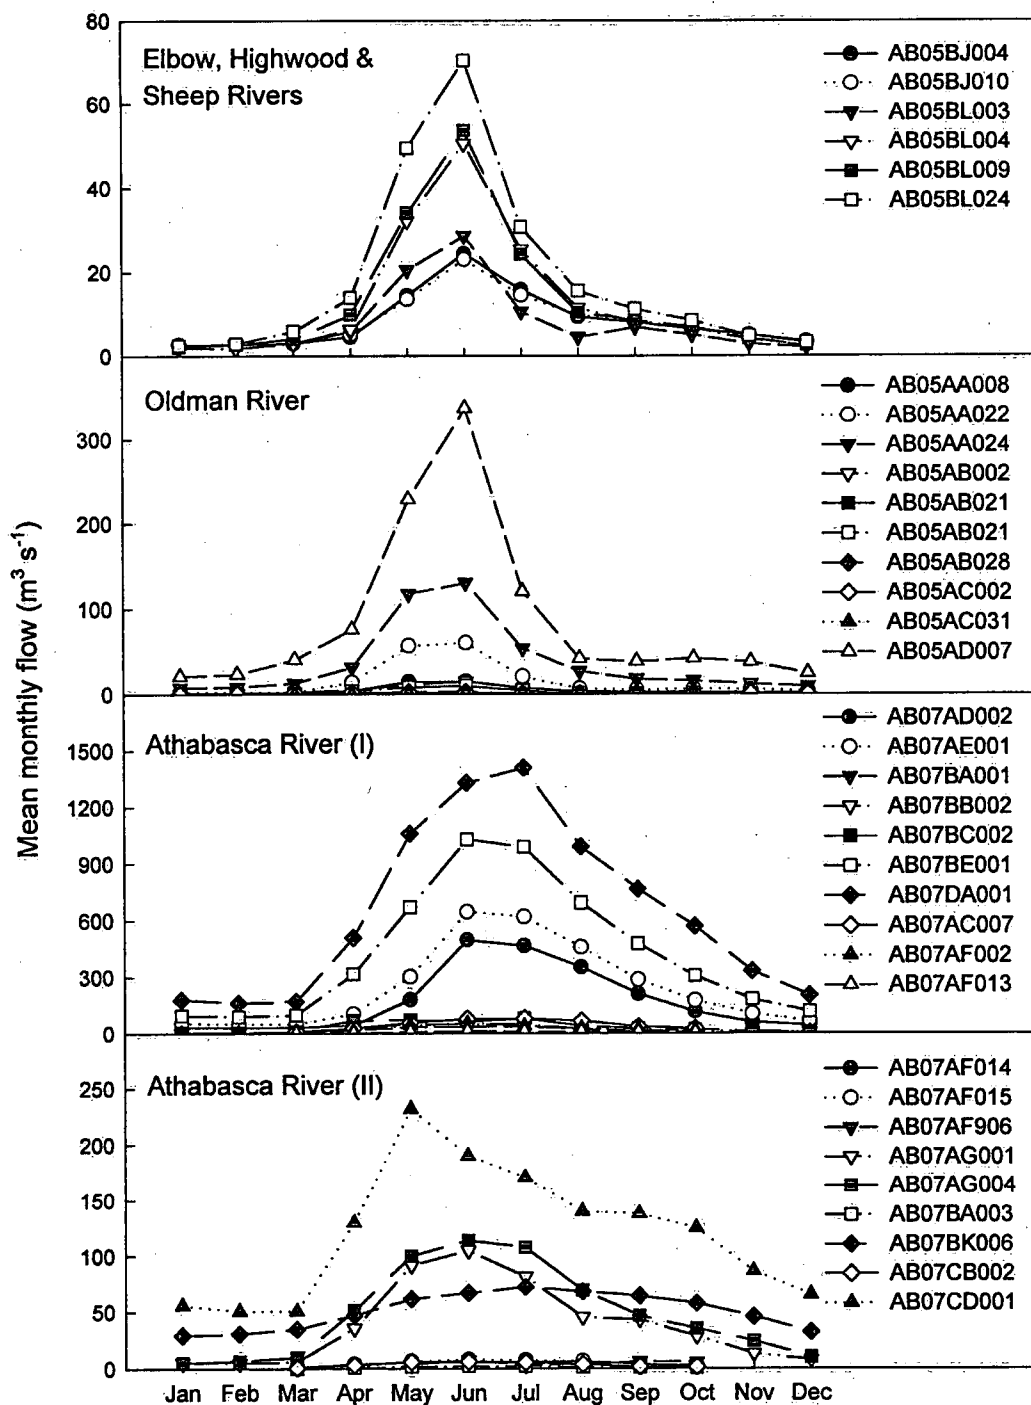 Mean monthly flow (m³ s⁻¹)
80
60
40
20
0
Elbow, Highwood &
Sheep Rivers
AB05BJ004
AB05BJ010
AB05BL003
AB05BL004
AB05BL009
AB05BL024
300
200
100
0
Oldman River
AB05AA008
AB05AA022
AB05AA024
AB05AB002
AB05AB021
AB05AB021
AB05AB028
AB05AC002
AB05AC031
AB05AD007
1500
1200
900
600
300
0
Athabasca River (I)
AB07AD002
AB07AE001
AB07BA001
AB07BB002
AB07BC002
AB07BE001
AB07DA001
AB07AC007
AB07AF002
AB07AF013
250
200
150
100
50
0
Athabasca River (II)
AB07AF014
AB07AF015
AB07AF906
AB07AG001
AB07AG004
AB07BA003
AB07BK006
AB07CB002
AB07CD001
Jan Feb Mar Apr May Jun Jul Aug Sep Oct Nov Dec